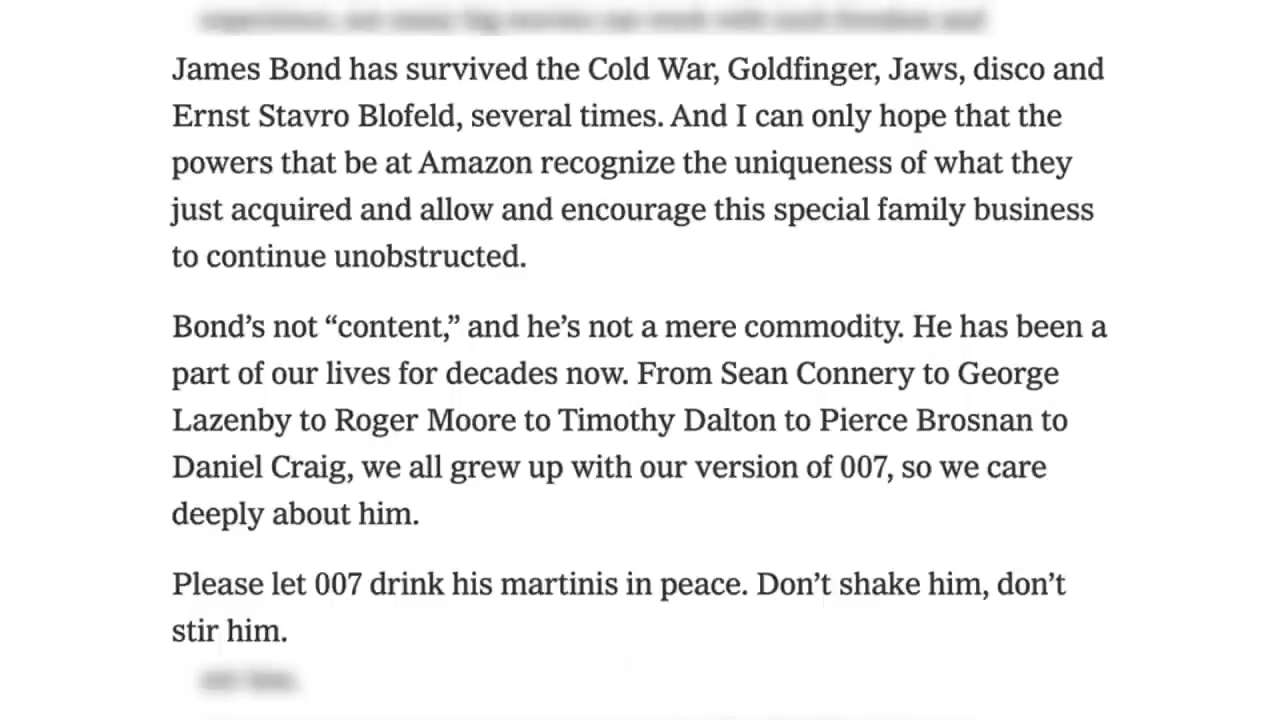 James Bond has survived the Cold War, Goldfinger, Jaws, disco and
Ernst Stavro Blofeld, several times. And I can only hope that the
powers that be at Amazon recognize the uniqueness of what they
just acquired and allow and encourage this special family business
to continue unobstructed.
Bond’s not “content,” and he’s not a mere commodity. He has been a
part of our lives for decades now. From Sean Connery to George
Lazenby to Roger Moore to Timothy Dalton to Pierce Brosnan to
Daniel Craig, we all grew up with our version of 007, so we care
deeply about him.
Please let 007 drink his martinis in peace. Don’t shake him, don’t
stir him.